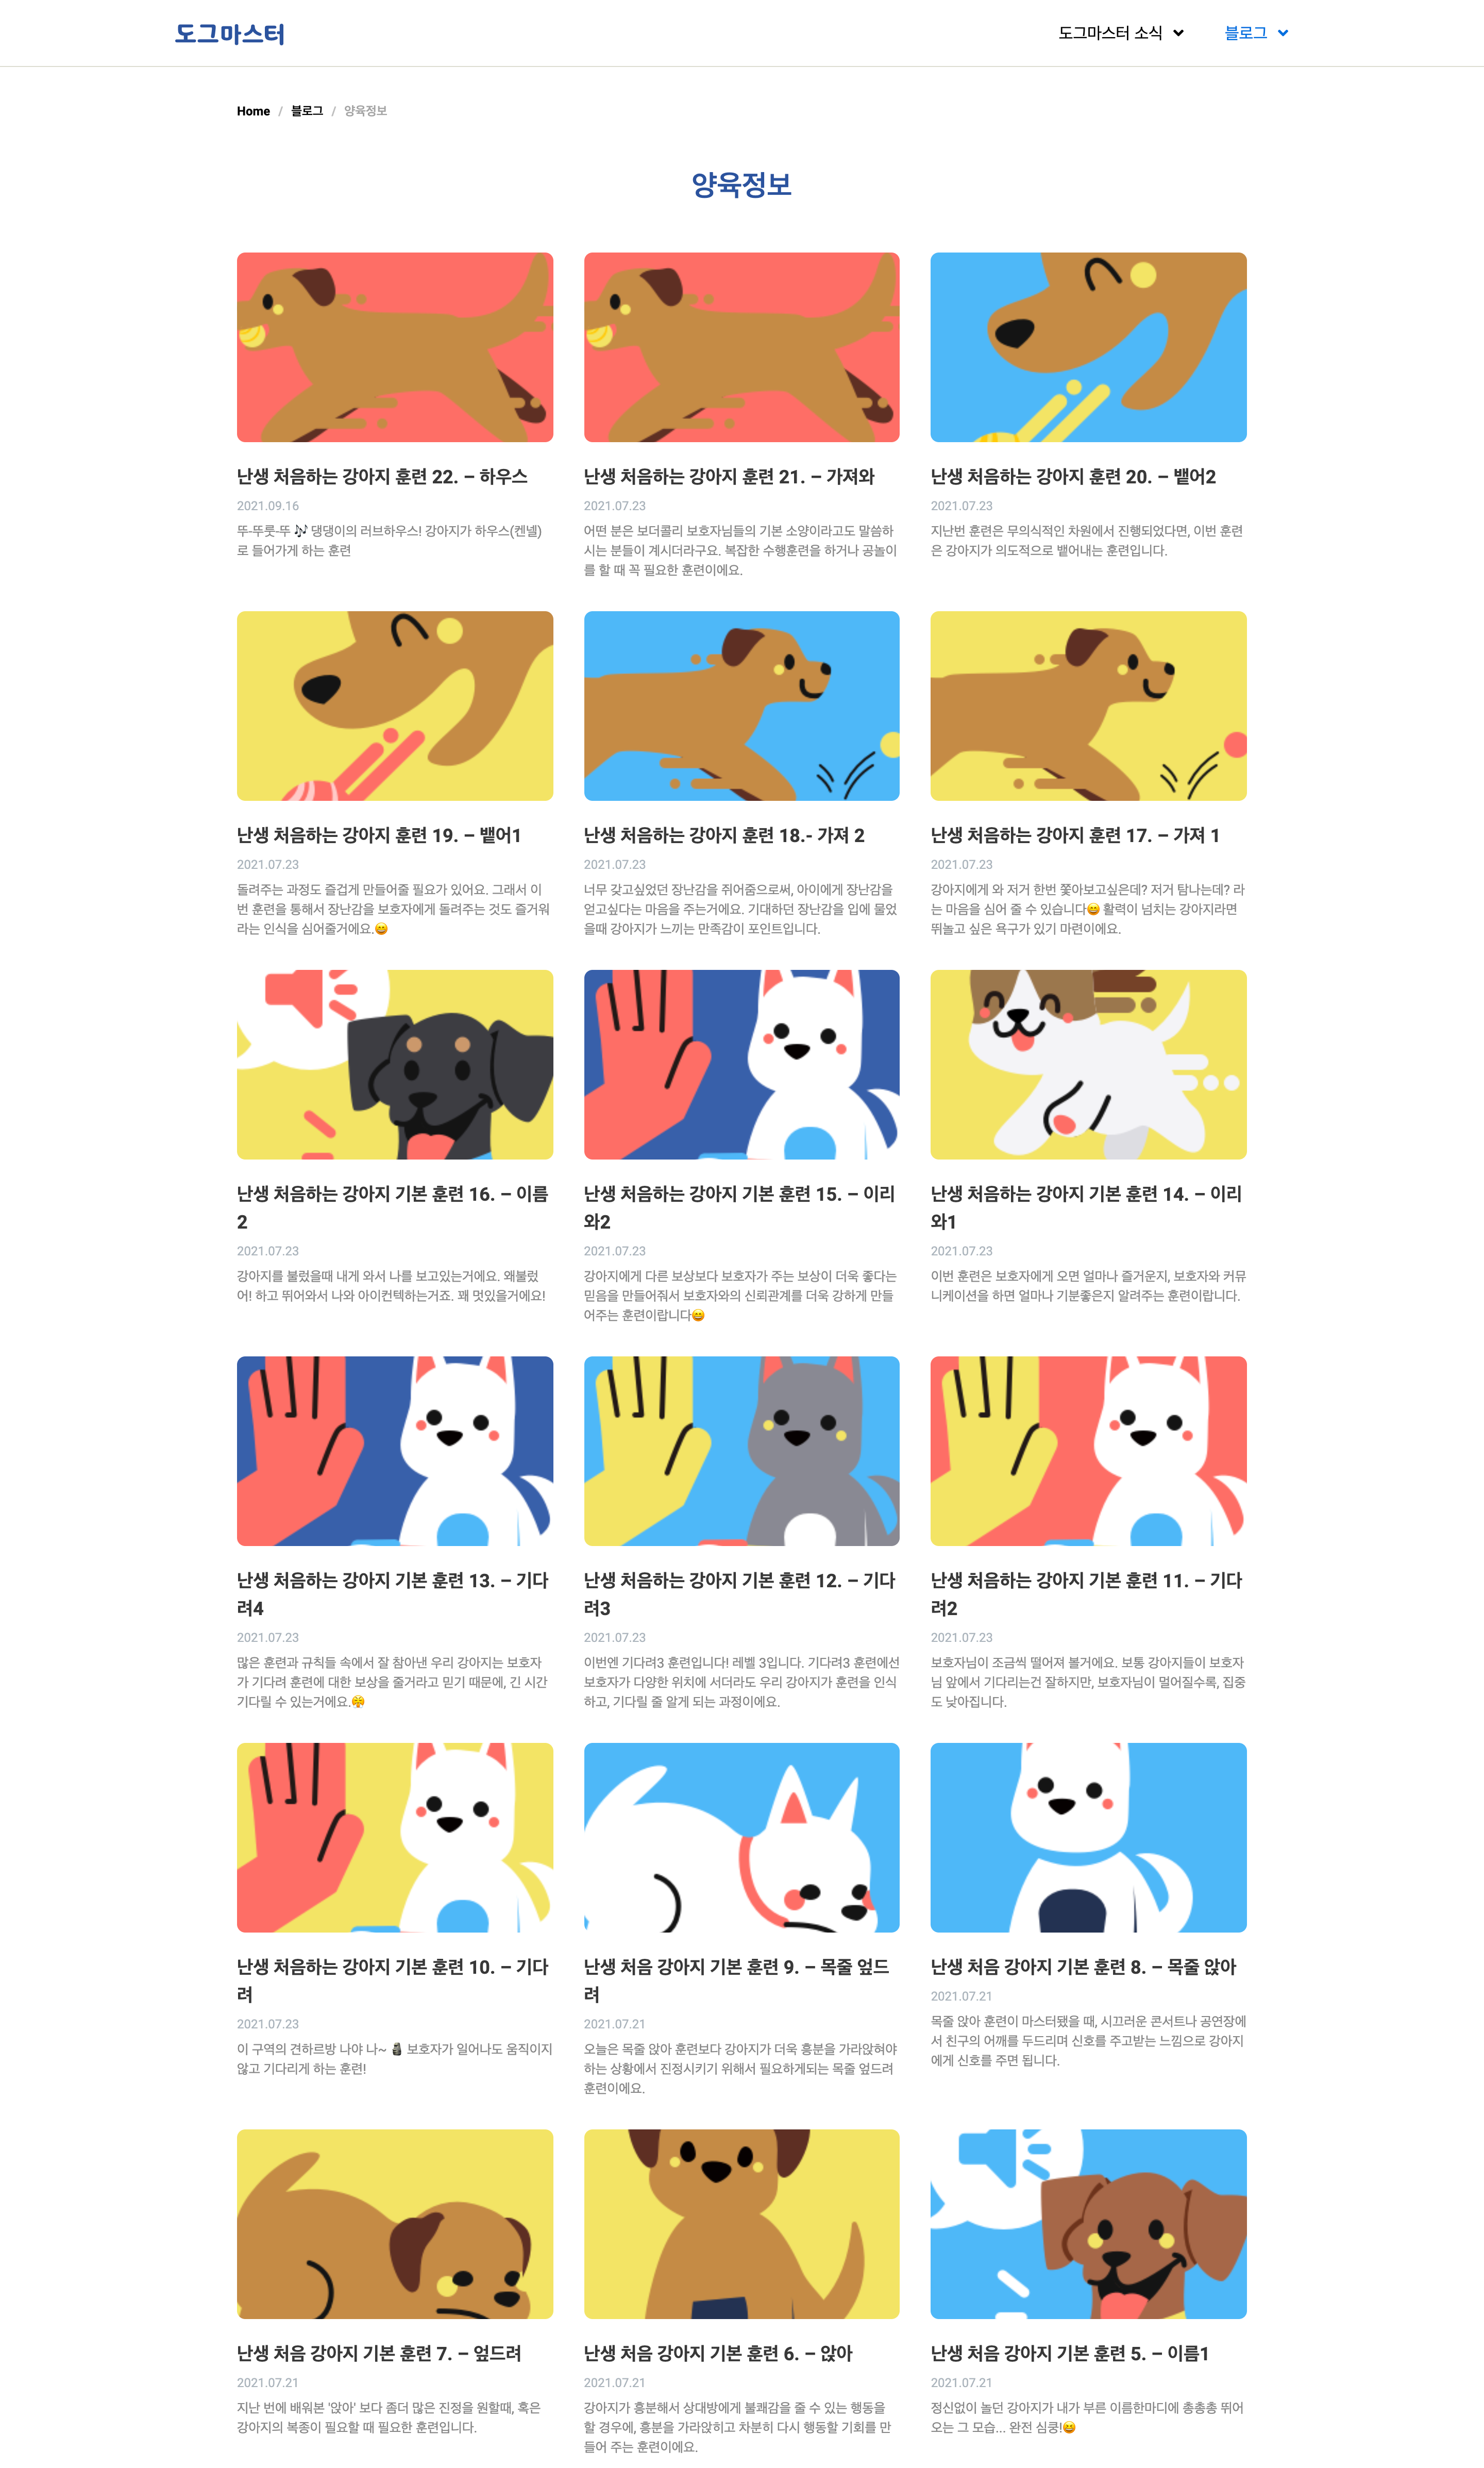 도그마스터
도그마스터 소식
블로그
Home / 블로그 / 양육정보
양육정보
난생 처음하는 강아지 훈련 22. – 하우스
2021.09.16
뚜-뚜룻-뚜 🎶 댕댕이의 러브하우스! 강아지가 하우스(켄넬)
로 들어가게 하는 훈련
난생 처음하는 강아지 훈련 21. – 가져와
2021.07.23
어떤 분은 보더콜리 보호자님들의 기본 소양이라고도 말씀하
시는 분들이 계시더라구요. 복잡한 수행훈련을 하거나 공놀이
를 할 때 꼭 필요한 훈련이에요.
난생 처음하는 강아지 훈련 20. – 뱉어2
2021.07.23
지난번 훈련은 무의식적인 차원에서 진행되었다면, 이번 훈련
은 강아지가 의도적으로 뱉어내는 훈련입니다.
난생 처음하는 강아지 훈련 19. – 뱉어1
2021.07.23
돌려주는 과정도 즐겁게 만들어줄 필요가 있어요. 그래서 이
번 훈련을 통해서 장난감을 보호자에게 돌려주는 것도 즐거워
라는 인식을 심어줄거에요.😄
난생 처음하는 강아지 훈련 18.- 가져 2
2021.07.23
너무 갖고싶었던 장난감을 쥐어줌으로써, 아이에게 장난감을
얻고싶다는 마음을 주는거에요. 기대하던 장난감을 입에 물었
을때 강아지가 느끼는 만족감이 포인트입니다.
난생 처음하는 강아지 훈련 17. – 가져 1
2021.07.23
강아지에게 와 저거 한번 쫓아보고싶은데? 저거 탐나는데? 라
는 마음을 심어 줄 수 있습니다😄 활력이 넘치는 강아지라면
뛰놀고 싶은 욕구가 있기 마련이에요.
난생 처음하는 강아지 기본 훈련 16. – 이름
2
2021.07.23
강아지를 불렀을때 내게 와서 나를 보고있는거에요. 왜불렀
어! 하고 뛰어와서 나와 아이컨텍하는거죠. 꽤 멋있을거에요!
난생 처음하는 강아지 기본 훈련 15. – 이리
와2
2021.07.23
강아지에게 다른 보상보다 보호자가 주는 보상이 더욱 좋다는
믿음을 만들어줘서 보호자와의 신뢰관계를 더욱 강하게 만들
어주는 훈련이랍니다😄
난생 처음하는 강아지 기본 훈련 14. – 이리
와1
2021.07.23
이번 훈련은 보호자에게 오면 얼마나 즐거운지, 보호자와 커뮤
니케이션을 하면 얼마나 기분좋은지 알려주는 훈련이랍니다.
난생 처음하는 강아지 기본 훈련 13. – 기다
려4
2021.07.23
많은 훈련과 규칙들 속에서 잘 참아낸 우리 강아지는 보호자
가 기다려 훈련에 대한 보상을 줄거라고 믿기 때문에, 긴 시간
기다릴 수 있는거에요.😤
난생 처음하는 강아지 기본 훈련 12. – 기다
려3
2021.07.23
이번엔 기다려3 훈련입니다! 레벨 3입니다. 기다려3 훈련에선
보호자가 다양한 위치에 서더라도 우리 강아지가 훈련을 인식
하고, 기다릴 줄 알게 되는 과정이에요.
난생 처음하는 강아지 기본 훈련 11. – 기다
려2
2021.07.23
보호자님이 조금씩 떨어져 볼거에요. 보통 강아지들이 보호자
님 앞에서 기다리는건 잘하지만, 보호자님이 멀어질수록, 집중
도 낮아집니다.
난생 처음하는 강아지 기본 훈련 10. – 기다
려
2021.07.23
이 구역의 견하르방 나야 나~ 🗿 보호자가 일어나도 움직이지
않고 기다리게 하는 훈련!
난생 처음 강아지 기본 훈련 9. – 목줄 엎드
려
2021.07.21
오늘은 목줄 앉아 훈련보다 강아지가 더욱 흥분을 가라앉혀야
하는 상황에서 진정시키기 위해서 필요하게되는 목줄 엎드려
훈련이에요.
난생 처음 강아지 기본 훈련 8. – 목줄 앉아
2021.07.21
목줄 앉아 훈련이 마스터됐을 때, 시끄러운 콘서트나 공연장에
서 친구의 어깨를 두드리며 신호를 주고받는 느낌으로 강아지
에게 신호를 주면 됩니다.
난생 처음 강아지 기본 훈련 7. – 엎드려
2021.07.21
지난 번에 배워본 '앉아' 보다 좀더 많은 진정을 원할때, 혹은
강아지의 복종이 필요할 때 필요한 훈련입니다.
난생 처음 강아지 기본 훈련 6. – 앉아
2021.07.21
강아지가 흥분해서 상대방에게 불쾌감을 줄 수 있는 행동을
할 경우에, 흥분을 가라앉히고 차분히 다시 행동할 기회를 만
들어 주는 훈련이에요.
난생 처음 강아지 기본 훈련 5. – 이름1
2021.07.21
정신없이 놀던 강아지가 내가 부른 이름한마디에 총총총 뛰어
오는 그 모습... 완전 심쿵!😆